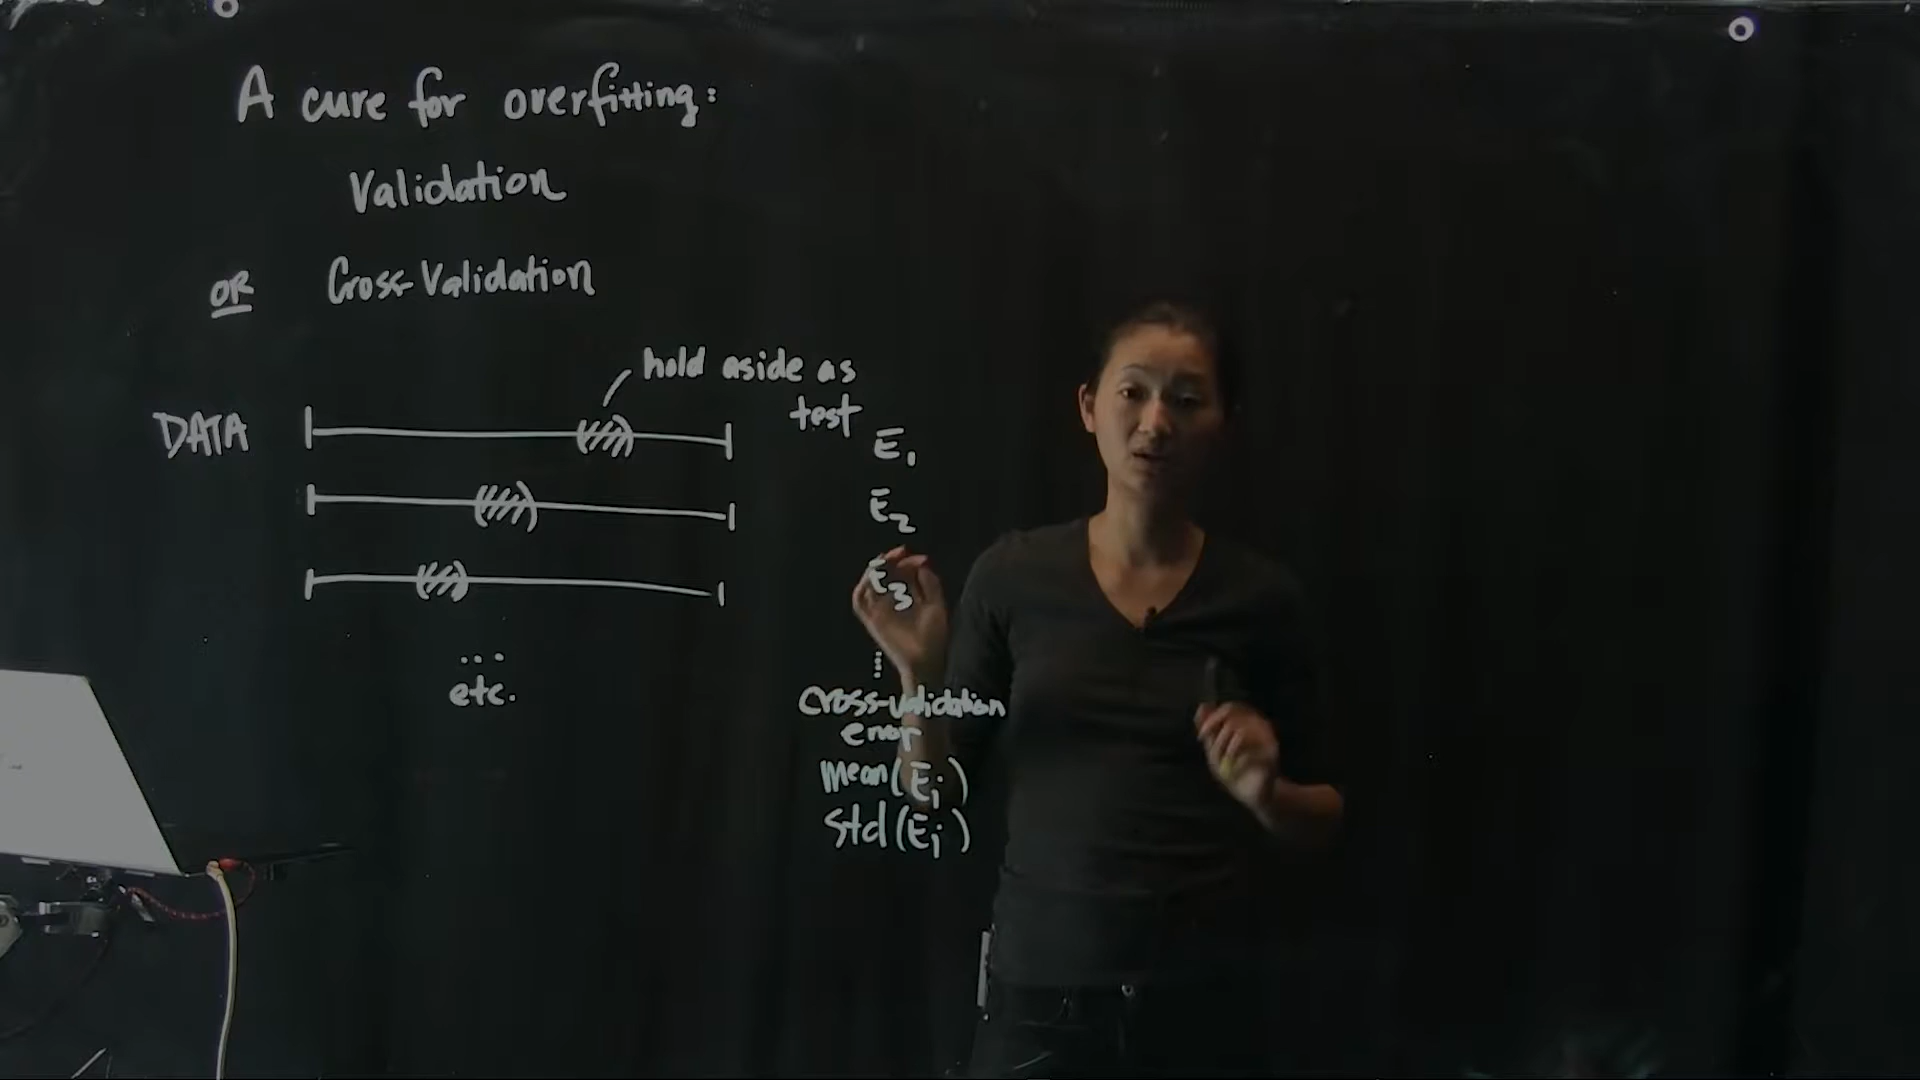 A cure for overfitting:
Validation
OR Cross-Validation
hold aside as
test
DATA
E1
E2
E3
...
etc.
⋮
cross-validation
error
mean(Ei)
std(Ei)